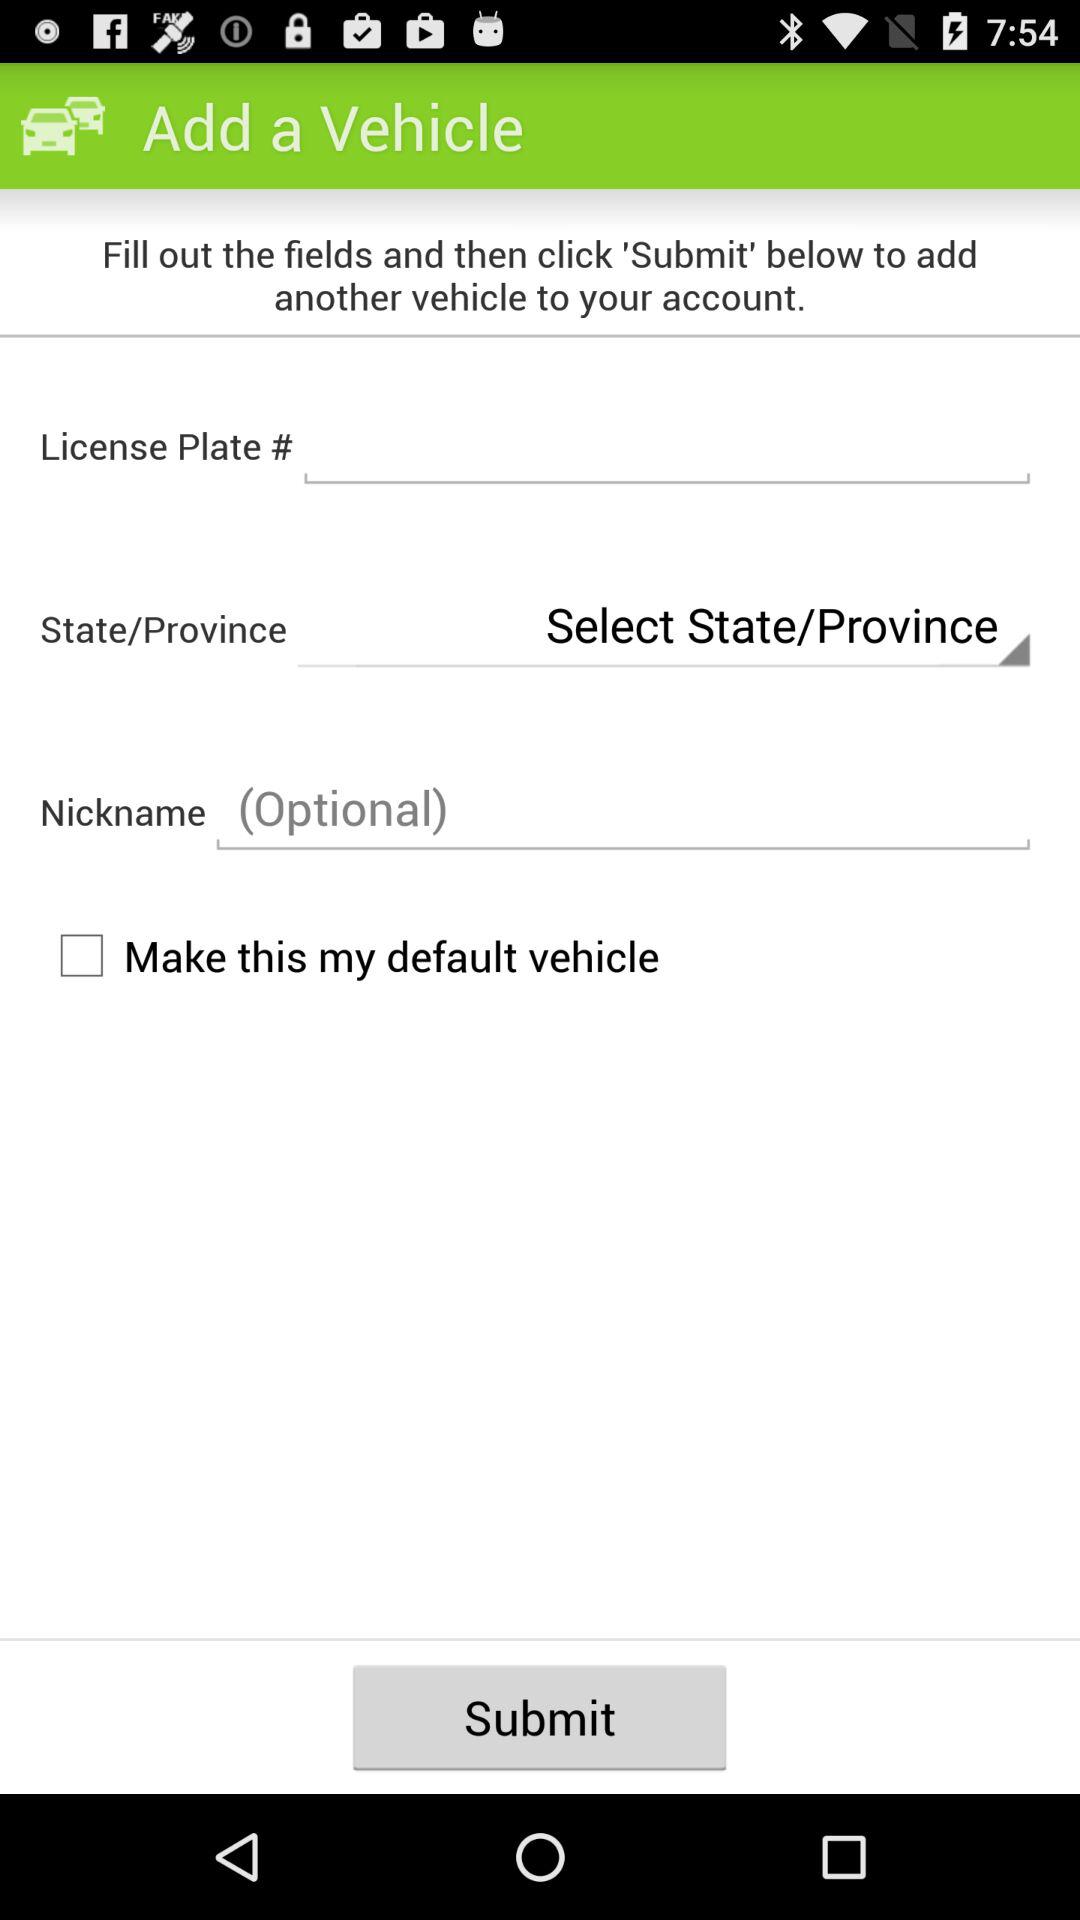 FAKE
7:54
Add a Vehicle
Fill out the fields and then click 'Submit' below to add
another vehicle to your account.
License Plate #
State/Province Select State/Province
Nickname (Optional)
Make this my default vehicle
Submit